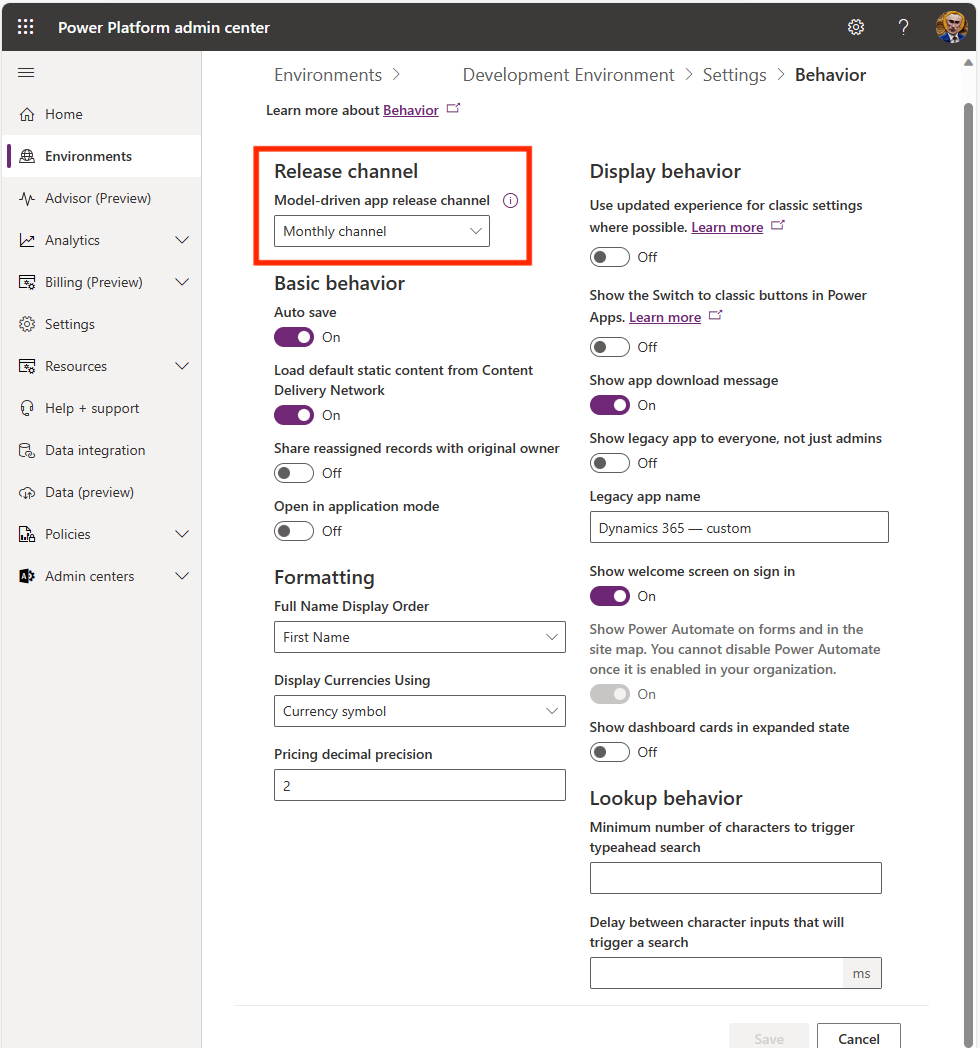 Power Platform admin center
?
Home
Environments
Advisor (Preview)
Analytics
Billing (Preview)
Settings
Resources
Help + support
Data integration
Data (preview)
Policies
Admin centers
Environments > Development Environment > Settings > Behavior
Learn more about Behavior
Release channel
Model-driven app release channel
Monthly channel
Basic behavior
Auto save
On
Load default static content from Content
Delivery Network
On
Share reassigned records with original owner
Off
Open in application mode
Off
Formatting
Full Name Display Order
First Name
Display Currencies Using
Currency symbol
Pricing decimal precision
2
Display behavior
Use updated experience for classic settings
where possible. Learn more
Off
Show the Switch to classic buttons in Power
Apps. Learn more
Off
Show app download message
On
Show legacy app to everyone, not just admins
Off
Legacy app name
Dynamics 365 — custom
Show welcome screen on sign in
On
Show Power Automate on forms and in the
site map. You cannot disable Power Automate
once it is enabled in your organization.
On
Show dashboard cards in expanded state
Off
Lookup behavior
Minimum number of characters to trigger
typeahead search
Delay between character inputs that will
trigger a search
ms
Save
Cancel